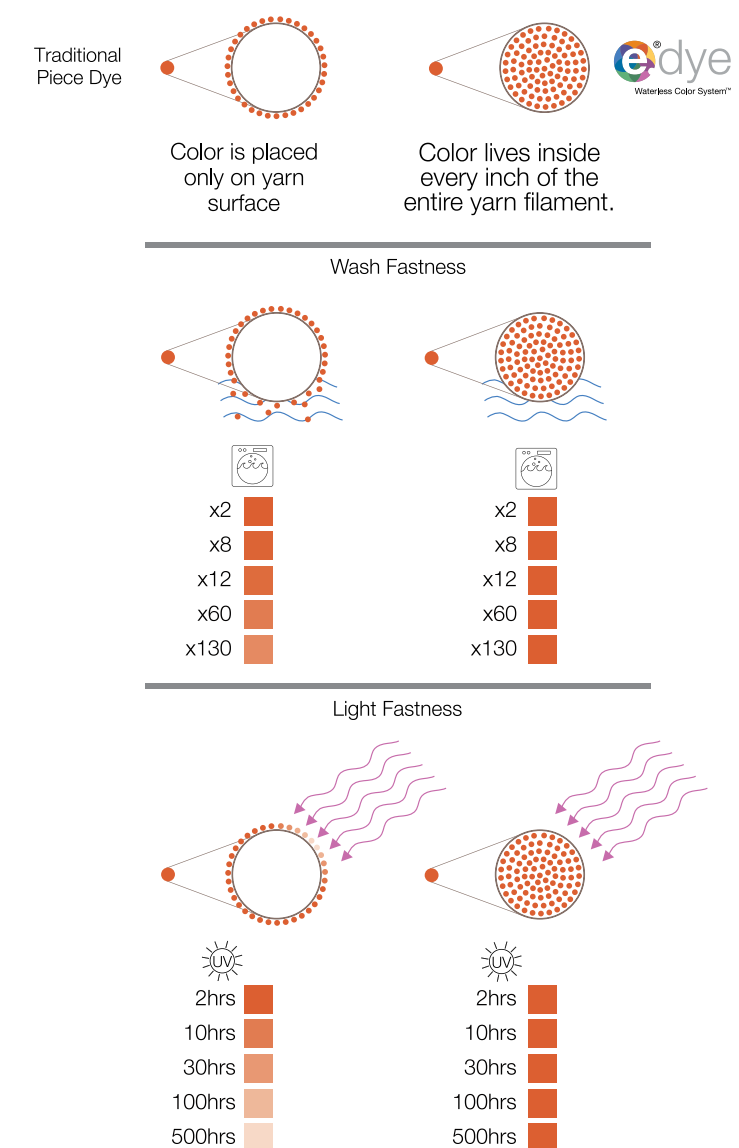 Traditional
Piece Dye
e®dye
Waterless Color System™
Color is placed
only on yarn
surface
Color lives inside
every inch of the
entire yarn filament.
Wash Fastness
x2
x8
x12
x60
x130
x2
x8
x12
x60
x130
Light Fastness
UV
2hrs
10hrs
30hrs
100hrs
500hrs
UV
2hrs
10hrs
30hrs
100hrs
500hrs